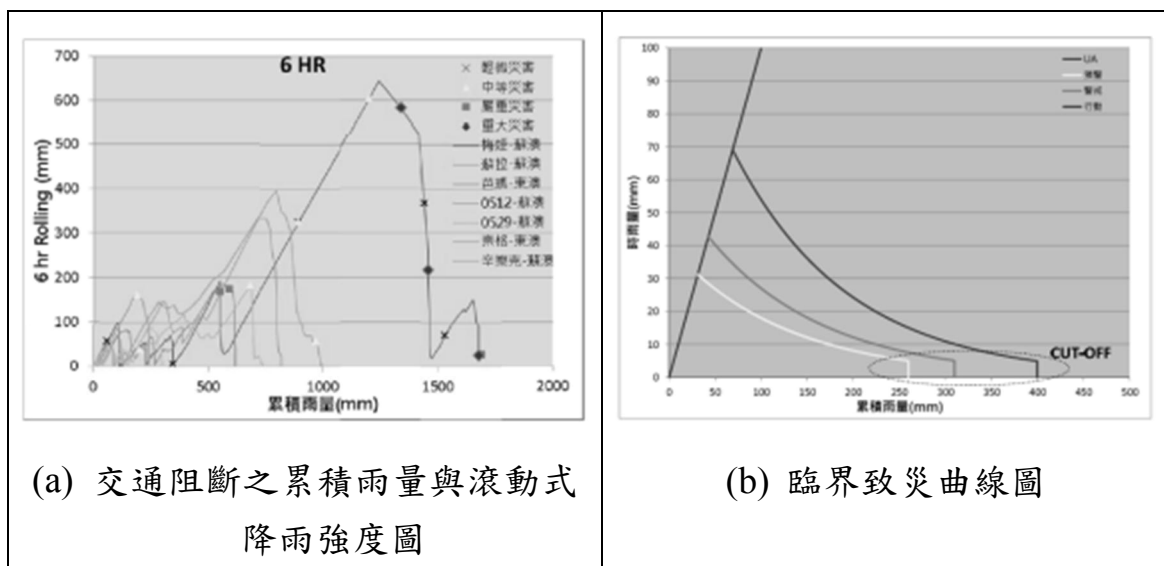 6 HR
700
600
500
400
300
200
100
0
6 hr Rolling (mm)
輕微災害
中等災害
嚴重災害
重大災害
梅姬-蘇澳
蘇拉-蘇澳
芭瑪-東澳
0512-蘇澳
0529-蘇澳
奈格-東澳
辛樂克-蘇澳
0 500 1000 1500 2000
累積雨量(mm)
100
90
80
70
60
50
40
30
20
10
0
時雨量(mm)
警戒
行動
CUT-OFF
0 50 100 150 200 250 300 350 400 450 500
累積雨量(mm)
(a) 交通阻斷之累積雨量與滾動式
降雨強度圖
(b) 臨界致災曲線圖